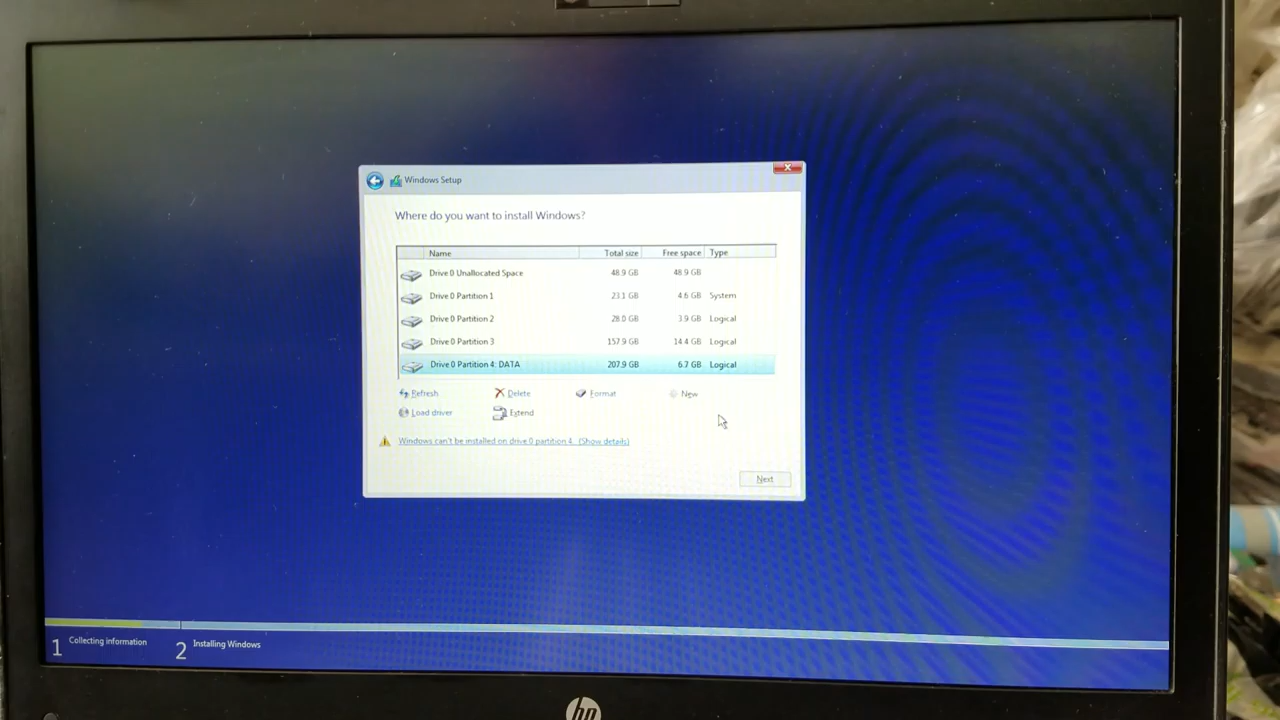 Windows Setup
Where do you want to install Windows?
Name Total size Free space Type
Drive 0 Unallocated Space 48.9 GB 48.9 GB
Drive 0 Partition 1 23.1 GB 4.6 GB System
Drive 0 Partition 2 28.0 GB 3.9 GB Logical
Drive 0 Partition 3 157.9 GB 14.4 GB Logical
Drive 0 Partition 4: DATA 207.9 GB 6.7 GB Logical
Refresh Delete Format New
Load driver Extend
Windows can't be installed on drive 0 partition 4. (Show details)
Next
1 Collecting information 2 Installing Windows
hp